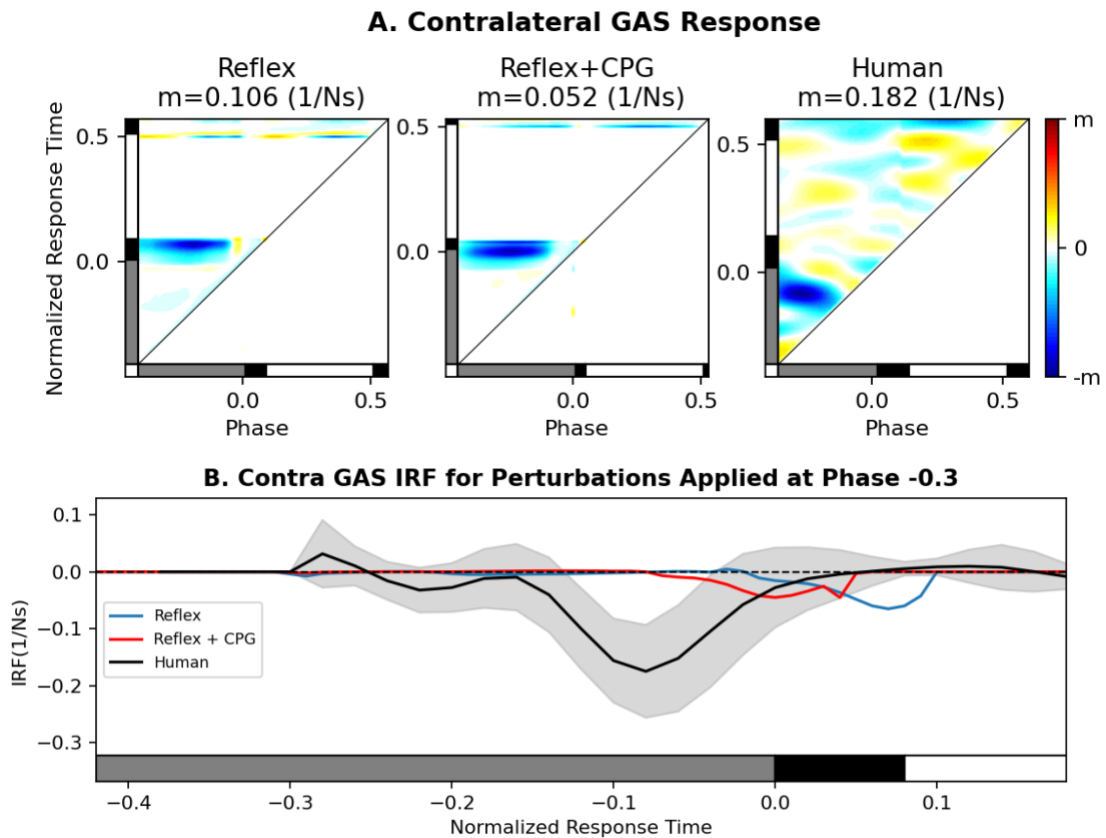 A. Contralateral GAS Response
Reflex
m=0.106 (1/Ns)
Reflex+CPG
m=0.052 (1/Ns)
Human
m=0.182 (1/Ns)
Normalized Response Time
0.5
0.0
0.5
0.0
0.5
0.0
m
0
-m
0.0
0.5
0.0
0.5
0.0
0.5
Phase
Phase
Phase
B. Contra GAS IRF for Perturbations Applied at Phase -0.3
IRF(1/Ns)
0.1
0.0
−0.1
−0.2
−0.3
Reflex
Reflex + CPG
Human
−0.4
−0.3
−0.2
−0.1
0.0
0.1
Normalized Response Time